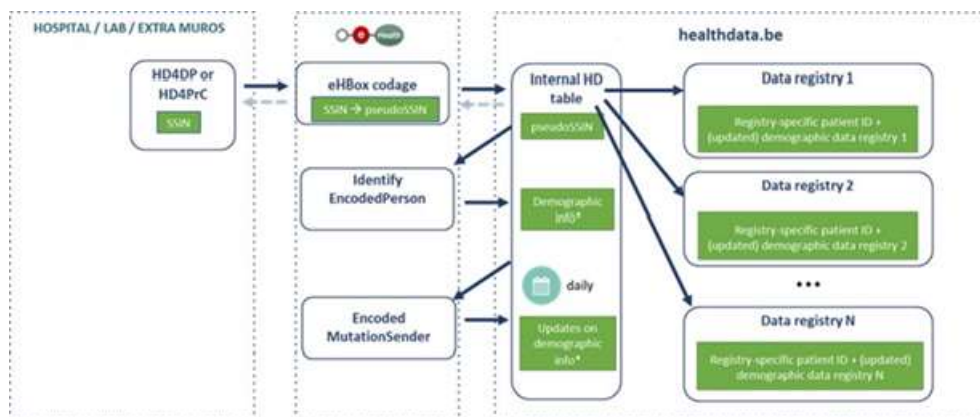 HOSPITAL / LAB / EXTRA MUROS
HD4DP or
HD4PrC
SSIN
e Health
eHBox codage
SSIN → pseudoSSIN
Identify
EncodedPerson
Encoded
MutationSender
healthdata.be
Internal HD
table
pseudoSSIN
Demographic
info*
daily
Updates on
demographic
info*
Data registry 1
Registry-specific patient ID +
(updated) demographic data registry 1
Data registry 2
Registry-specific patient ID +
(updated) demographic data registry 2
...
Data registry N
Registry-specific patient ID + (updated)
demographic data registry N